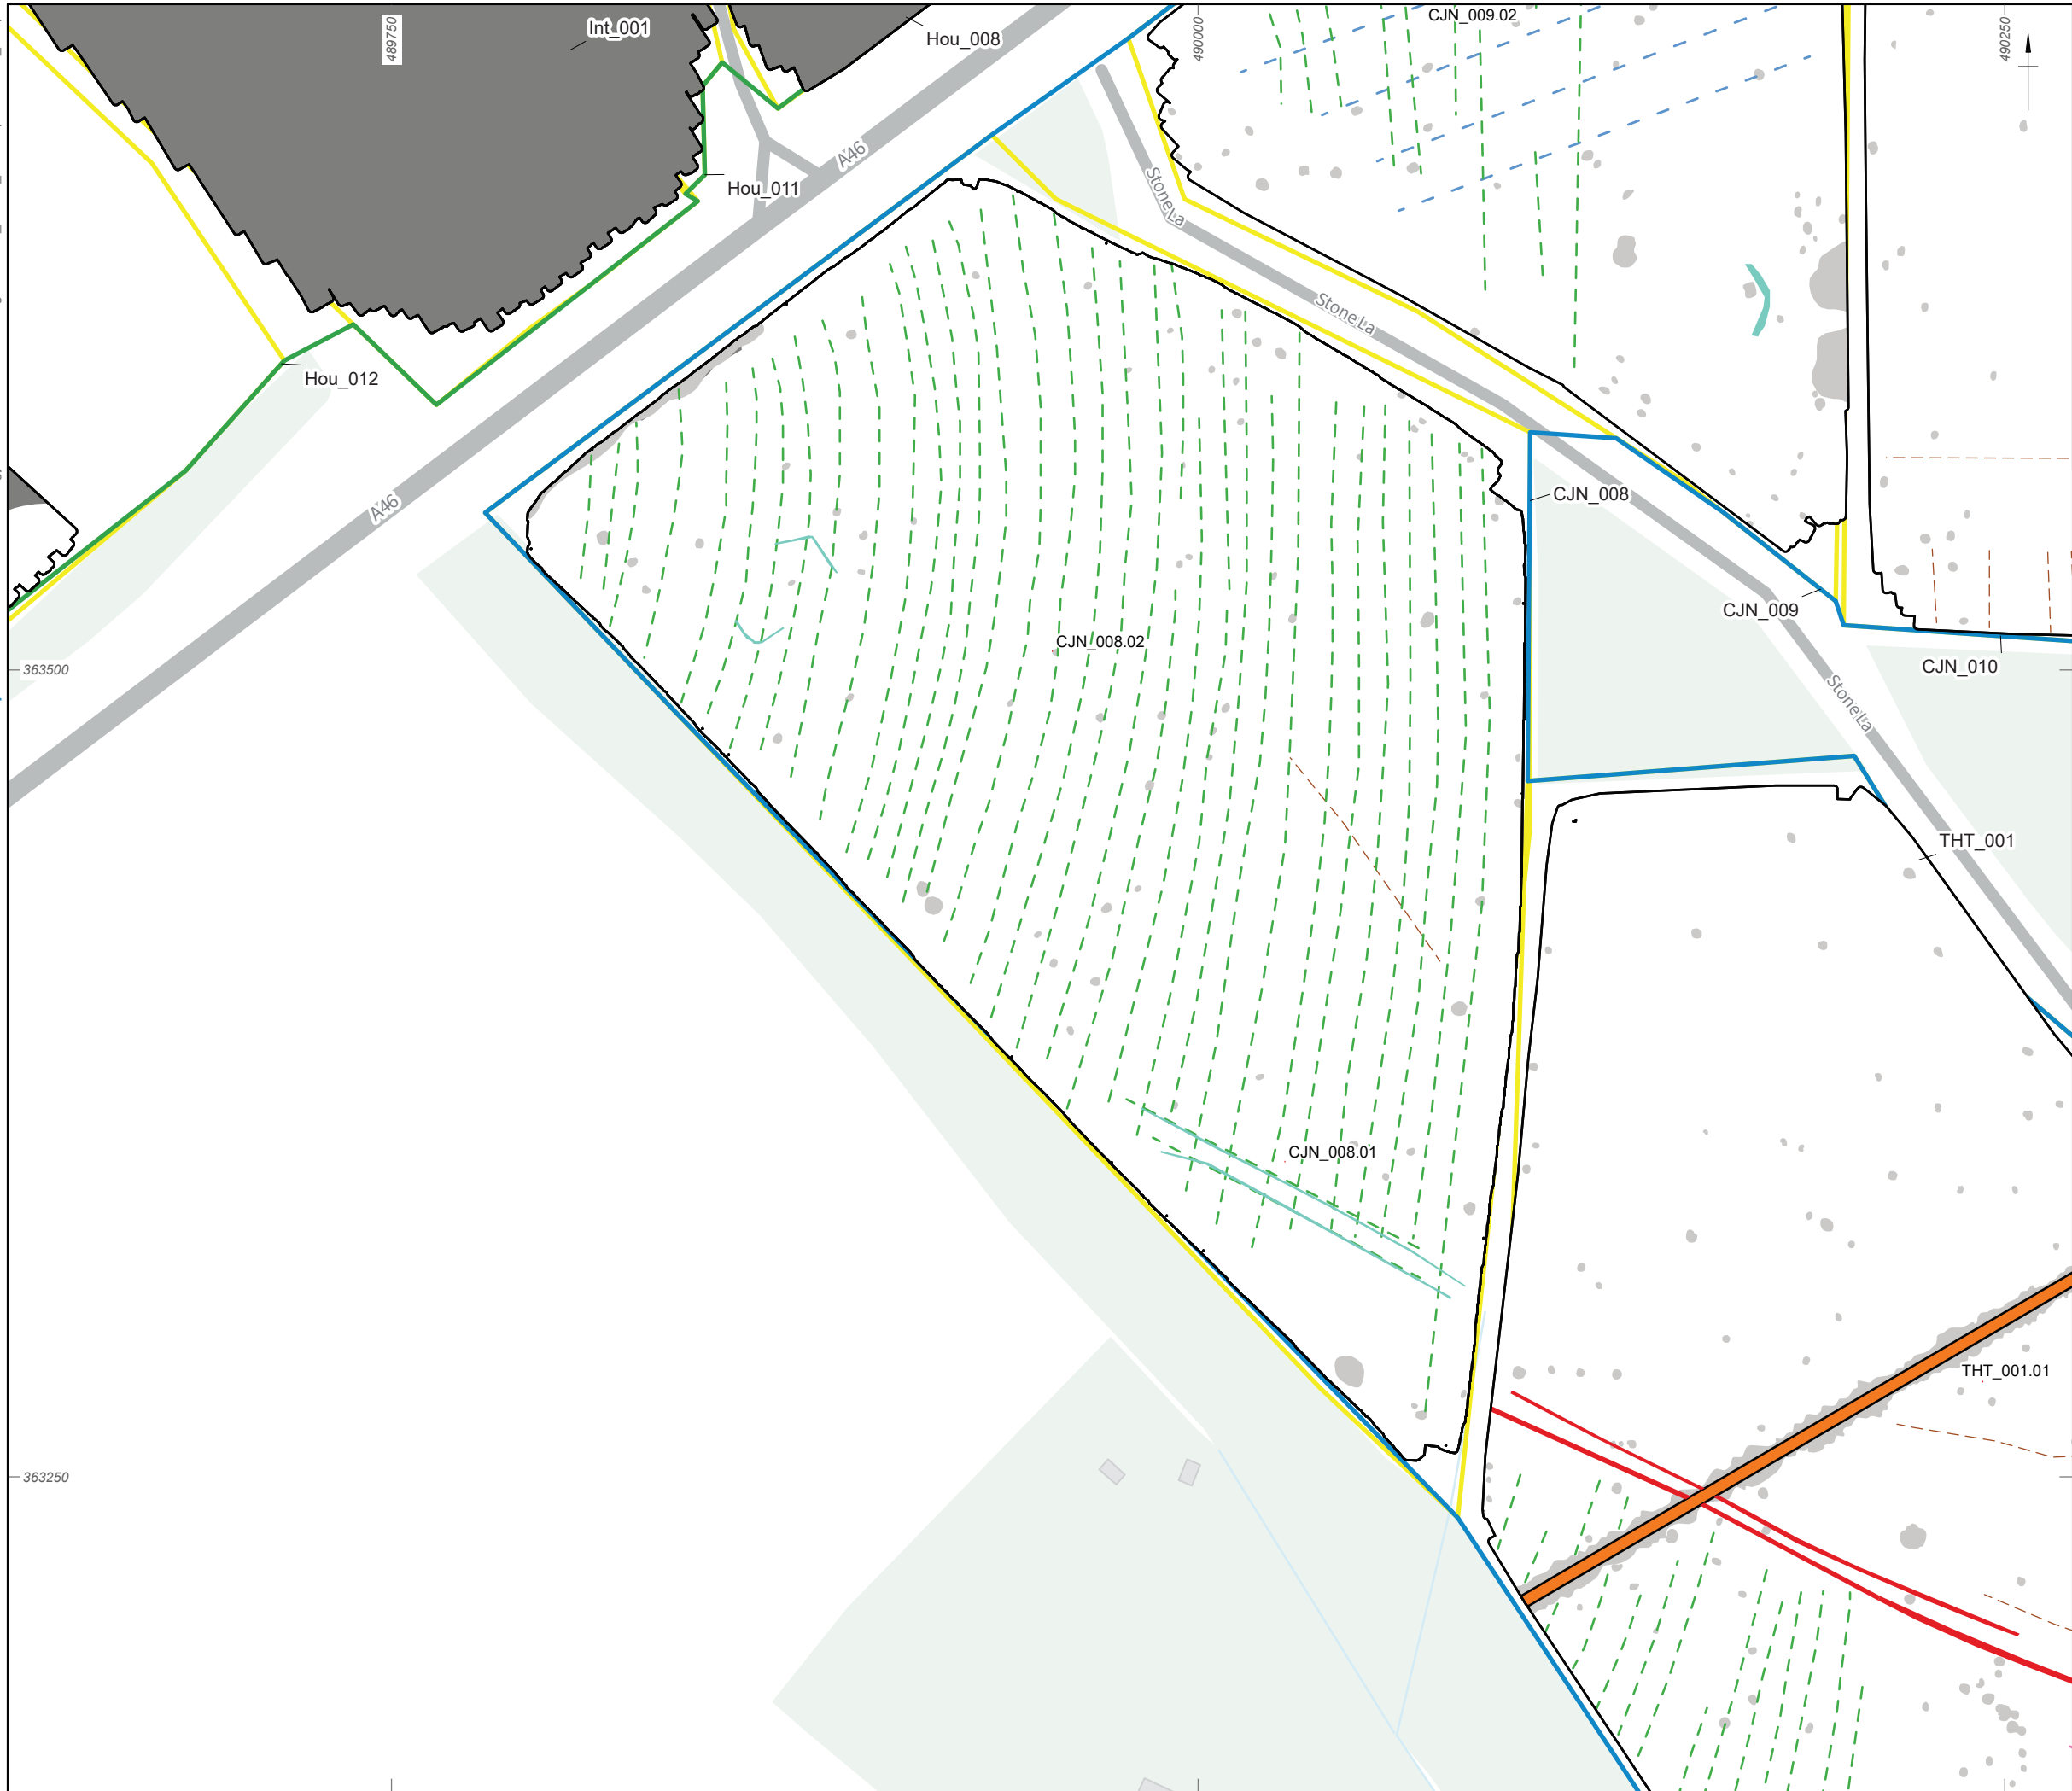 CJN_009.02
489750
Int_001
Hou_008
490000
490250
A46
Hou_011
Stone La
Stone La
Hou_012
CJN_008
A46
CJN_009
CJN_008.02
363500
CJN_010
Stone La
THT_001
CJN_008.01
THT_001.01
363250